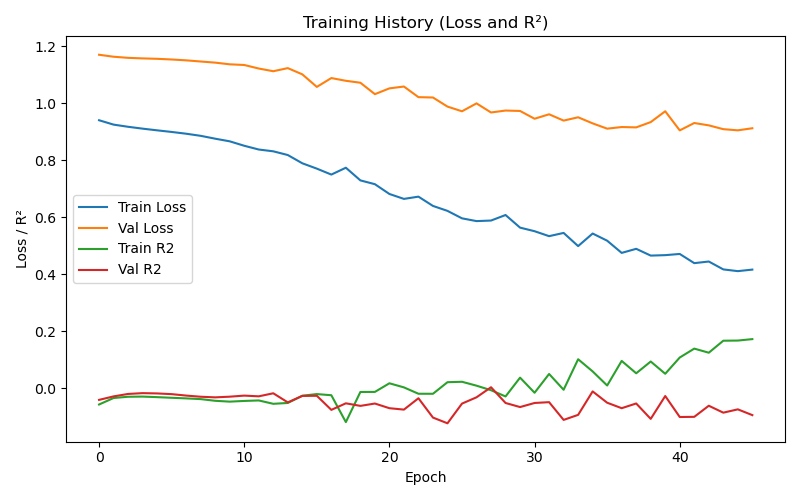 Training History (Loss and R²)
Loss / R²
1.2
1.0
0.8
0.6
0.4
0.2
0.0
Train Loss
Val Loss
Train R2
Val R2
0 10 20 30 40
Epoch